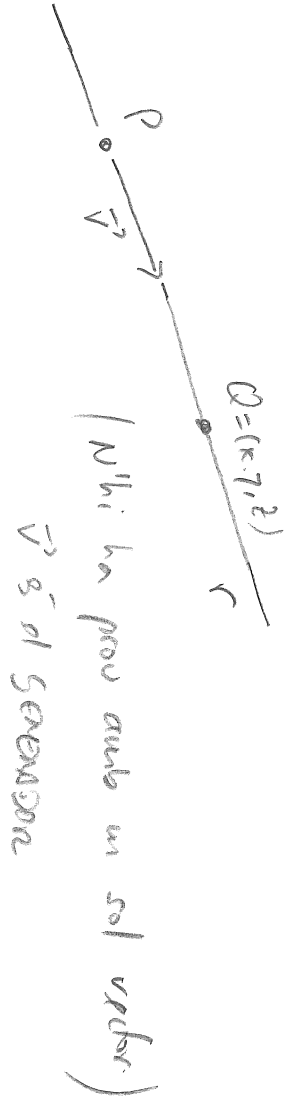 P
v
Q = (x, y, z)
r
(N'hi ha prou amb un sol vector)
v és el GENERADOR